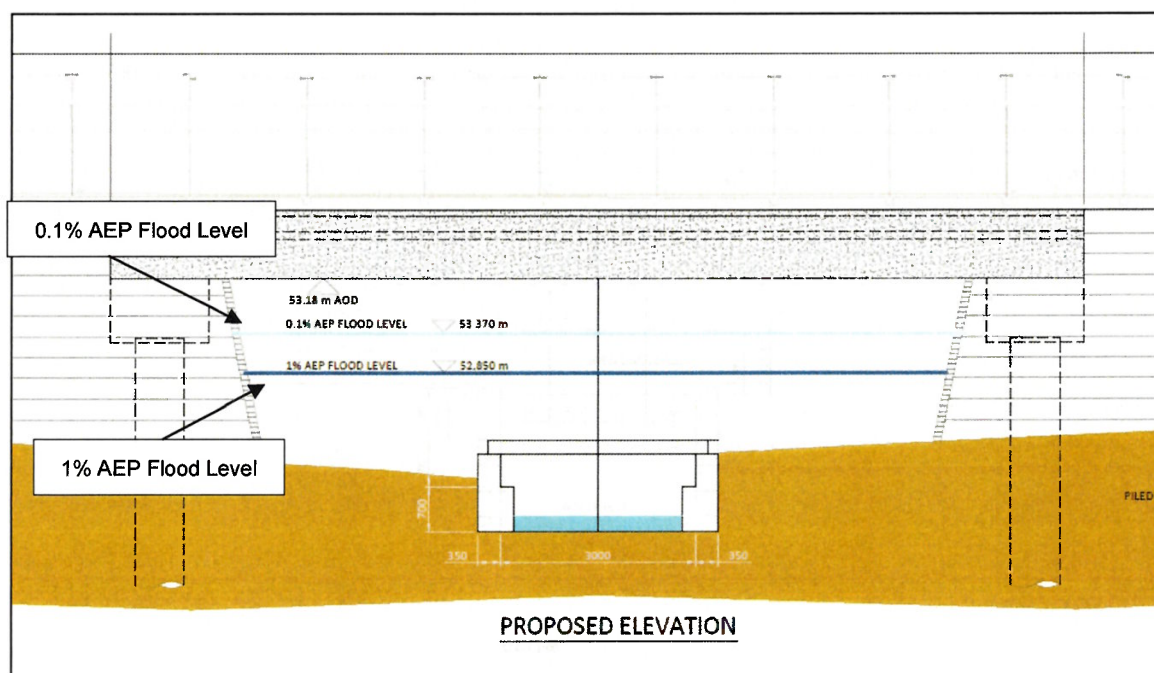 0.1% AEP Flood Level
53.18 m AOD
0.1% AEP FLOOD LEVEL 53.370 m
1% AEP FLOOD LEVEL 52.850 m
1% AEP Flood Level
PILED
700
350 3000 350
PROPOSED ELEVATION